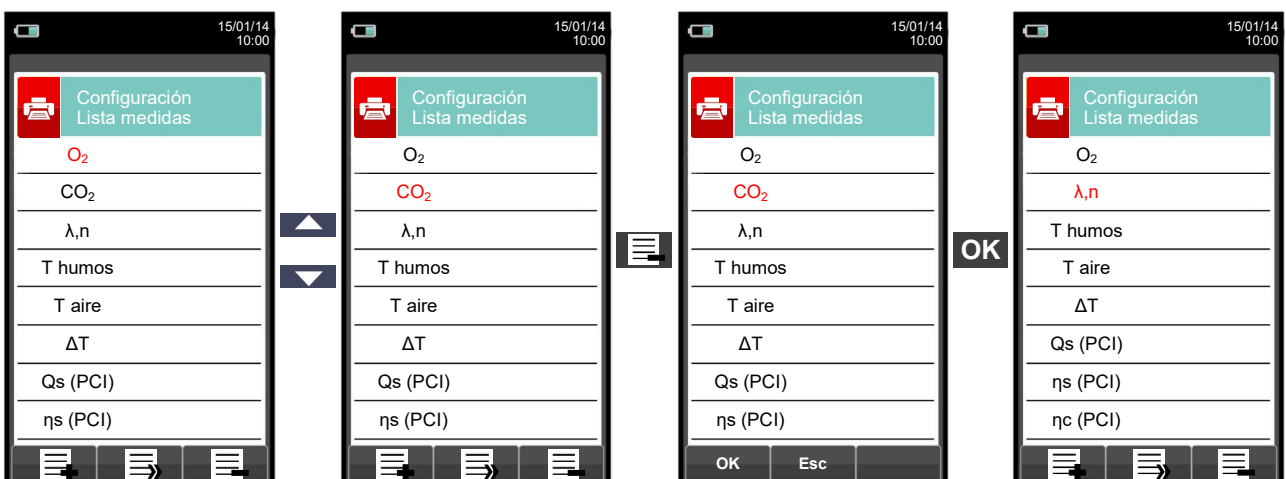 15/01/14
10:00
Configuración
Lista medidas
O₂
CO₂
λ,n
T humos
T aire
ΔT
Qs (PCI)
ηs (PCI)
15/01/14
10:00
Configuración
Lista medidas
O₂
CO₂
λ,n
T humos
T aire
ΔT
Qs (PCI)
ηs (PCI)
15/01/14
10:00
Configuración
Lista medidas
O₂
CO₂
λ,n
T humos
T aire
ΔT
Qs (PCI)
ηs (PCI)
OK Esc
OK
15/01/14
10:00
Configuración
Lista medidas
O₂
λ,n
T humos
T aire
ΔT
Qs (PCI)
ηs (PCI)
ηc (PCI)